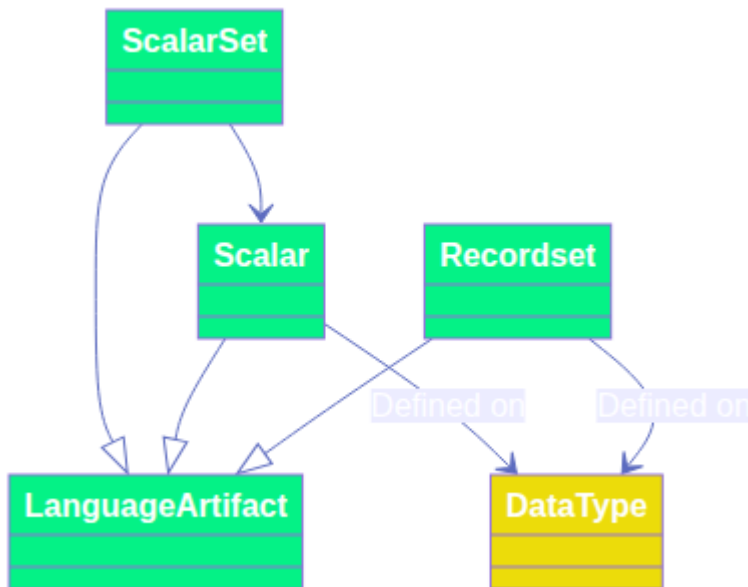 ScalarSet
Scalar
Recordset
Defined on
Defined on
LanguageArtifact
DataType